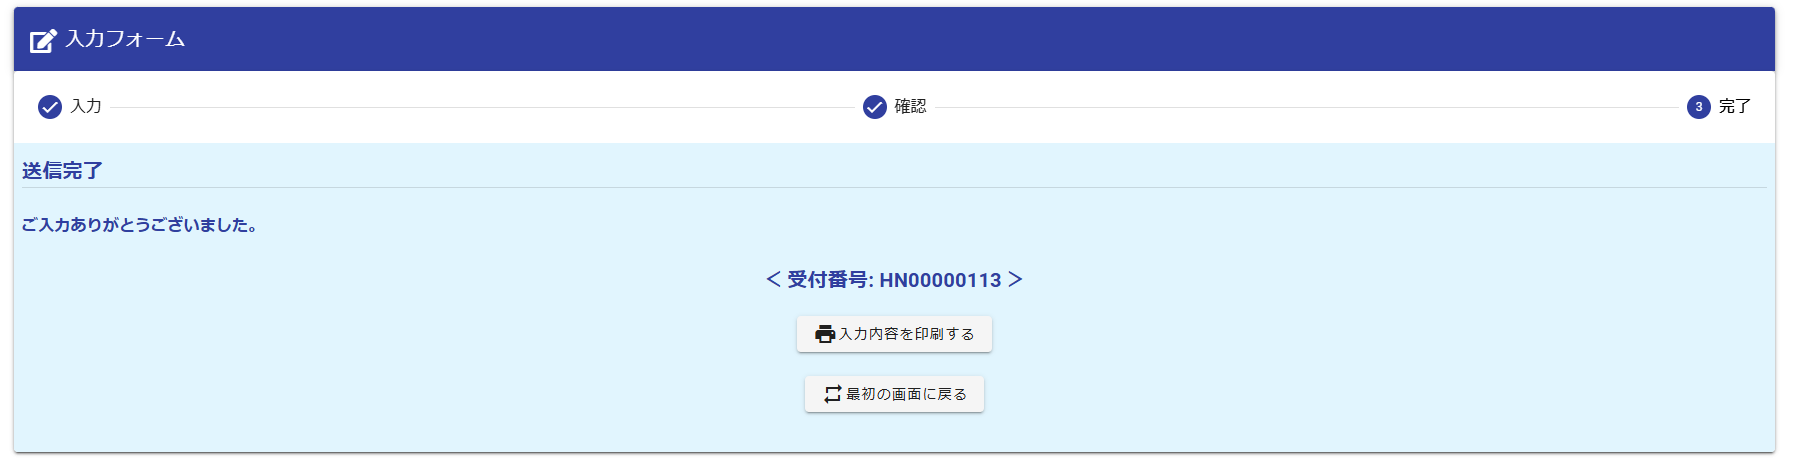 入力フォーム
入力
確認
3 完了
送信完了
ご入力ありがとうございました。
＜ 受付番号: HN00000113 ＞
入力内容を印刷する
最初の画面に戻る